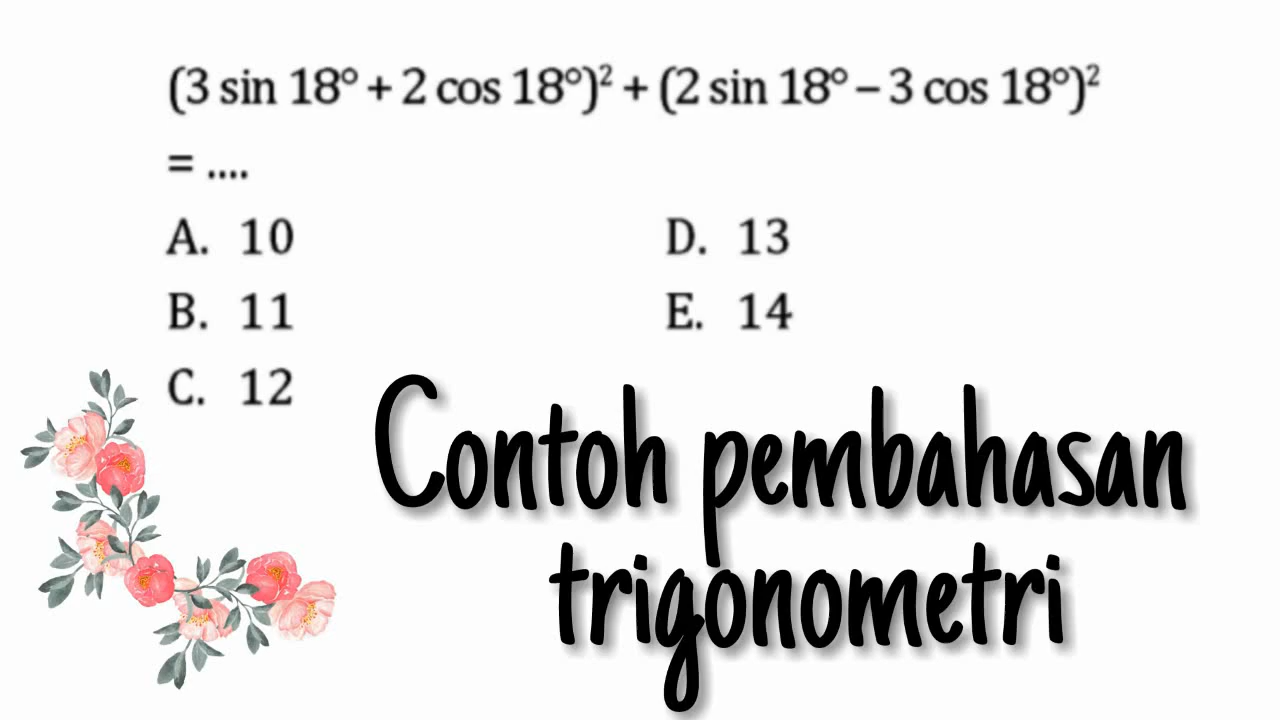 (3 sin 18° + 2 cos 18°)² + (2 sin 18° – 3 cos 18°)²
= ....
A. 10
B. 11
C. 12
D. 13
E. 14
Contoh pembahasan
trigonometri